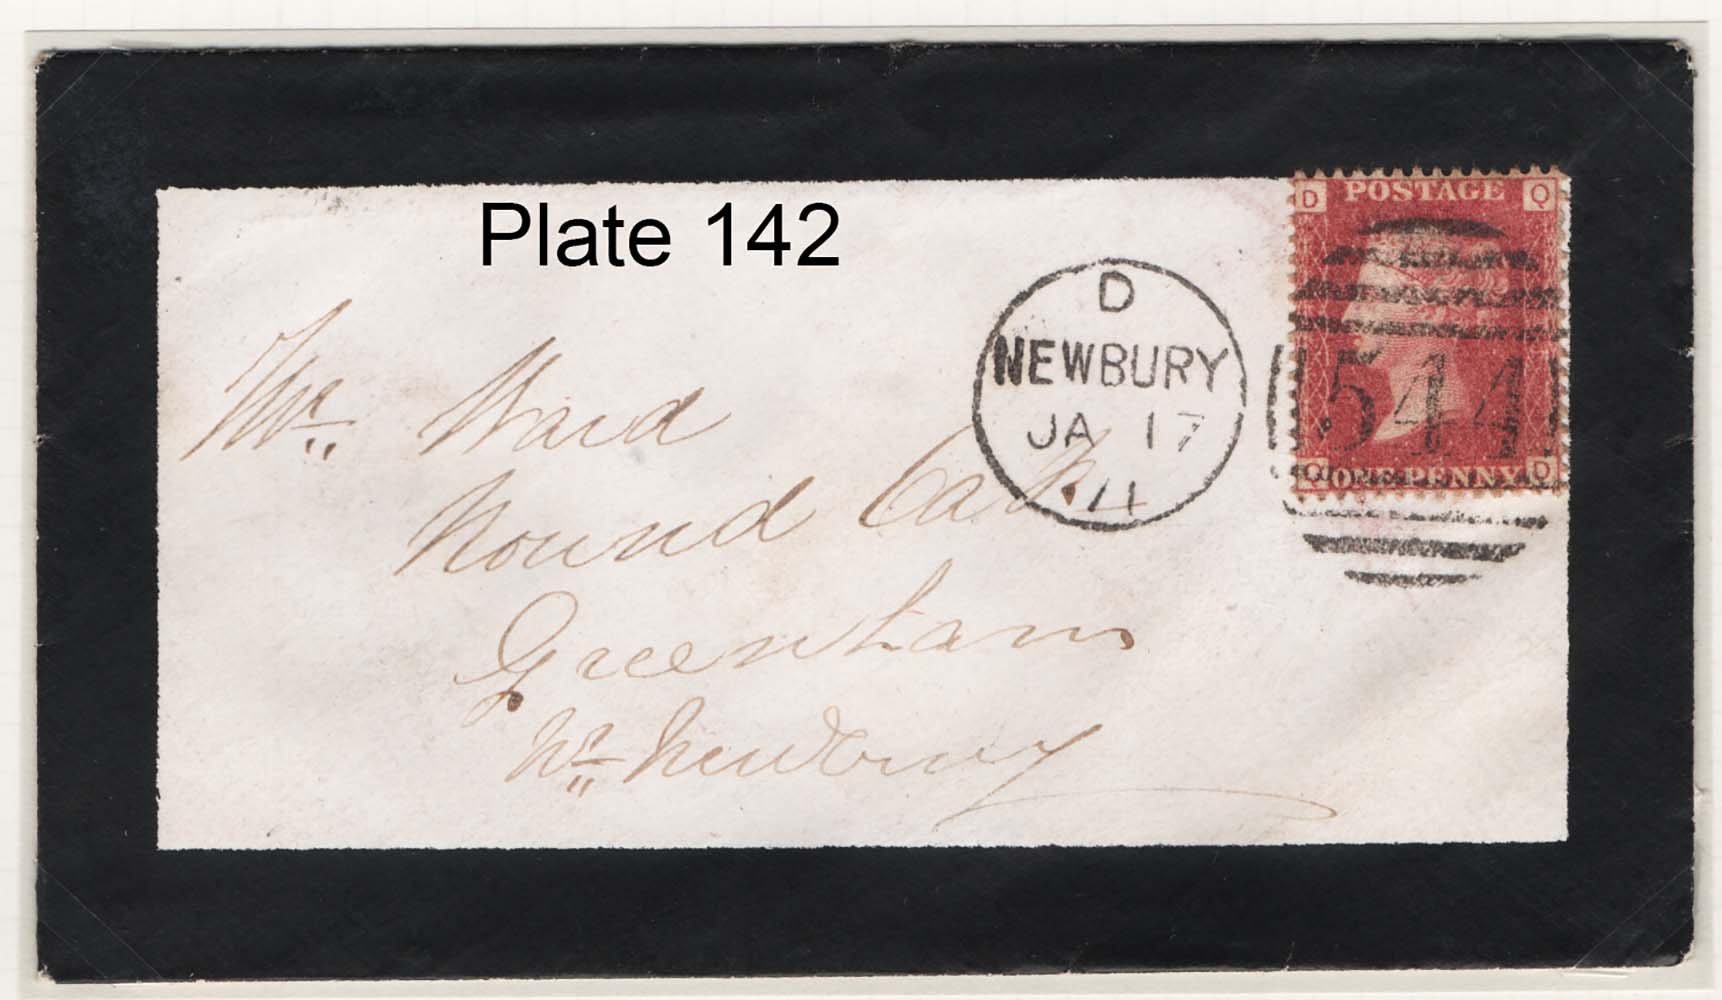 Plate 142
D POSTAGE Q
D
NEWBURY
JA 17
74
544
Q ONE PENNY D
Mr. Ward
Round Oak
Greenham
Nr. Newbury